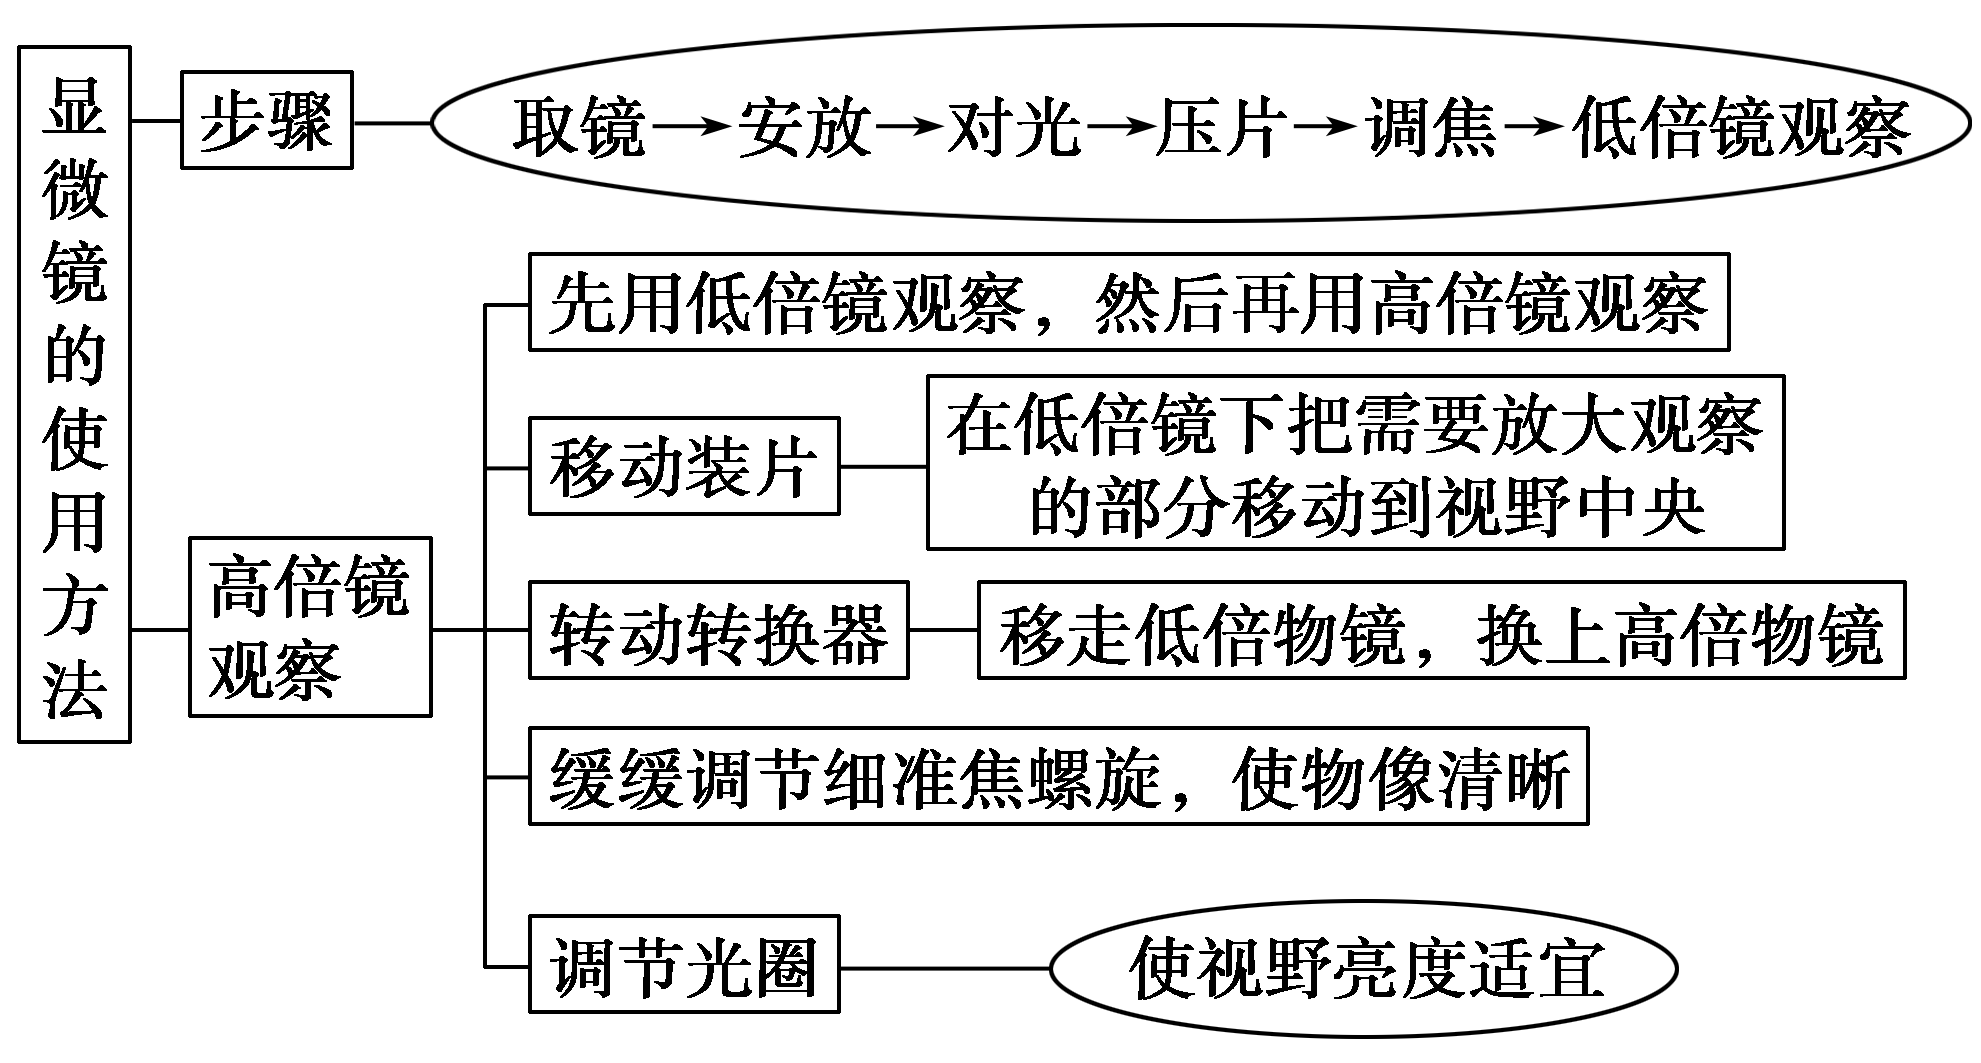 显微镜的使用方法
步骤
取镜→安放→对光→压片→调焦→低倍镜观察
高倍镜
观察
先用低倍镜观察，然后再用高倍镜观察
移动装片
在低倍镜下把需要放大观察
的部分移动到视野中央
转动转换器
移走低倍物镜，换上高倍物镜
缓缓调节细准焦螺旋，使物像清晰
调节光圈
使视野亮度适宜